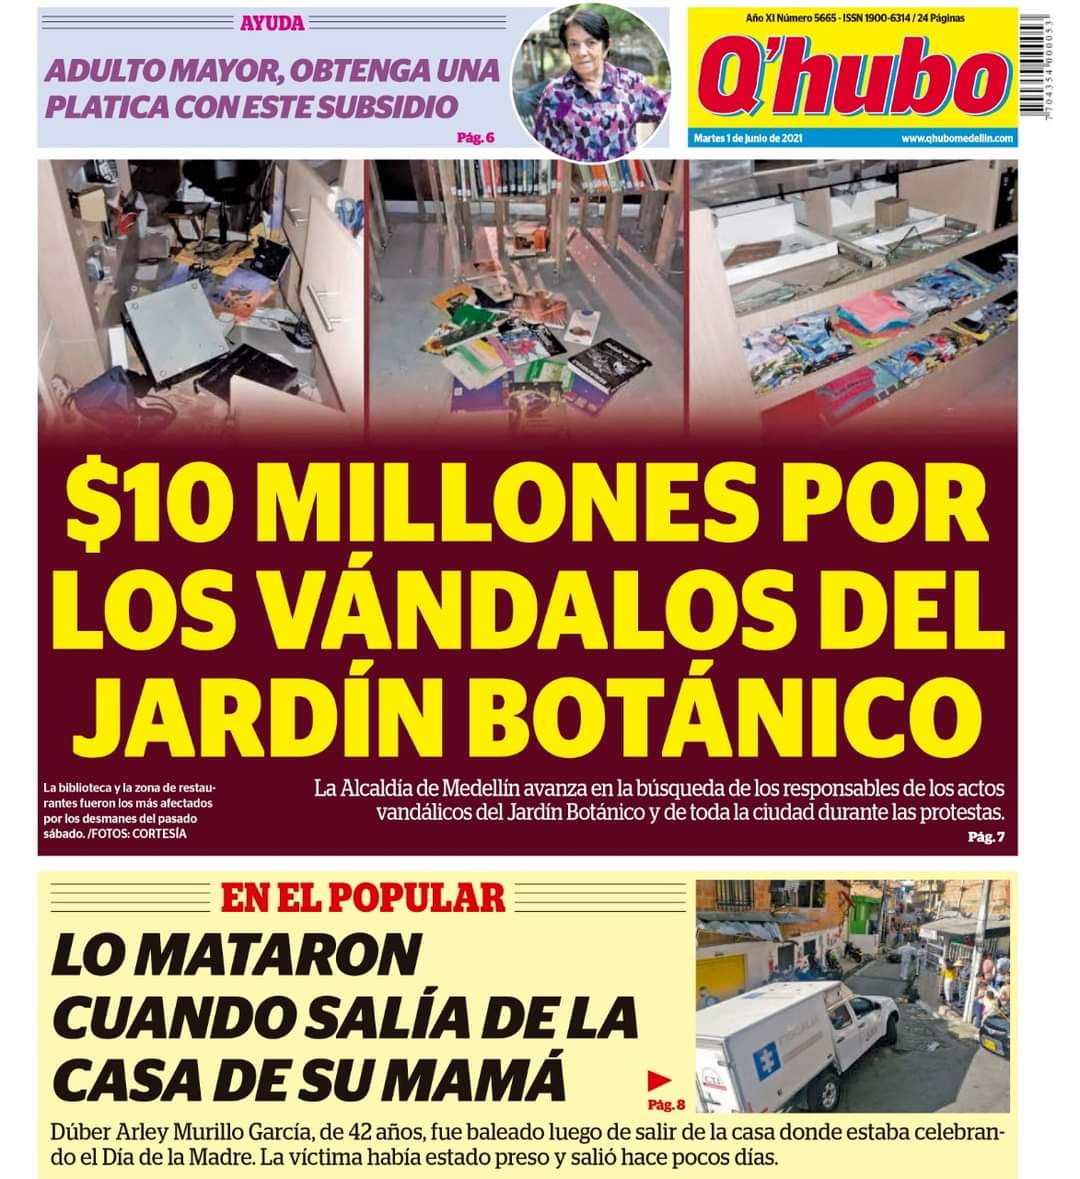 AYUDA
ADULTO MAYOR, OBTENGA UNA
PLATICA CON ESTE SUBSIDIO
Pág. 6
Año XI Número 5665 - ISSN 1900-6314 / 24 Páginas
Q'hubo
Martes 1 de junio de 2021
www.qhubomedellin.com
7 704354 000053
$10 MILLONES POR
LOS VÁNDALOS DEL
JARDÍN BOTÁNICO
La biblioteca y la zona de restau-
rantes fueron los más afectados
por los desmanes del pasado
sábado. /FOTOS: CORTESÍA
La Alcaldía de Medellín avanza en la búsqueda de los responsables de los actos
vandálicos del Jardín Botánico y de toda la ciudad durante las protestas.
Pág. 7
EN EL POPULAR
LO MATARON
CUANDO SALÍA DE LA
CASA DE SU MAMÁ
Pág. 8
Dúber Arley Murillo García, de 42 años, fue baleado luego de salir de la casa donde estaba celebran-
do el Día de la Madre. La víctima había estado preso y salió hace pocos días.
FISCALÍA
CTI